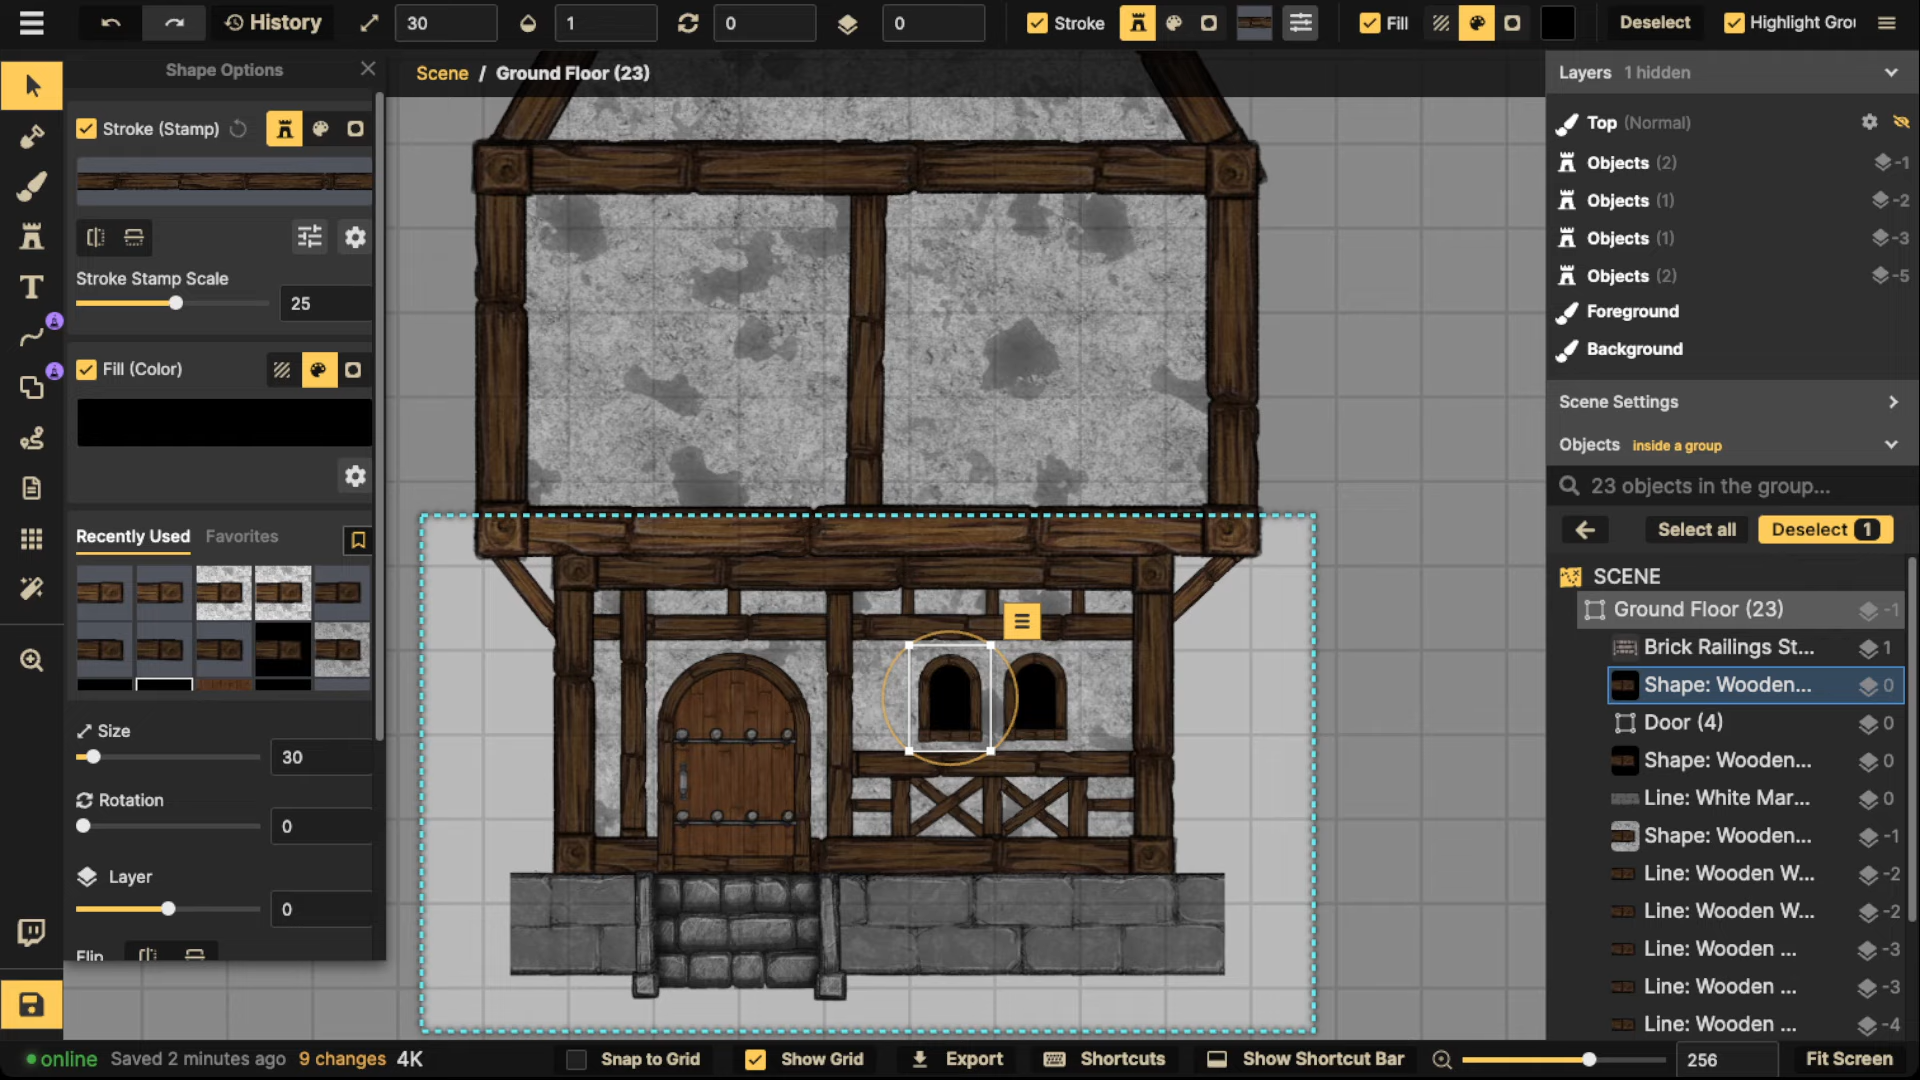 History
30
1
0
0
Stroke
Fill
Deselect
Highlight Grou
Shape Options
Scene / Ground Floor (23)
Layers 1 hidden
Stroke (Stamp)
Stroke Stamp Scale
25
Fill (Color)
Recently Used
Favorites
Size
30
Rotation
0
Layer
0
Flip
Top (Normal)
Objects (2) -1
Objects (1) -2
Objects (1) -3
Objects (2) -5
Foreground
Background
Scene Settings
Objects inside a group
23 objects in the group...
Select all
Deselect 1
SCENE
Ground Floor (23) -1
Brick Railings St... 1
Shape: Wooden... 0
Door (4) 0
Shape: Wooden... 0
Line: White Mar... 0
Shape: Wooden... -1
Line: Wooden W... -2
Line: Wooden W... -2
Line: Wooden ... -3
Line: Wooden ... -3
Line: Wooden ... -4
online
Saved 2 minutes ago
9 changes
4K
Snap to Grid
Show Grid
Export
Shortcuts
Show Shortcut Bar
256
Fit Screen